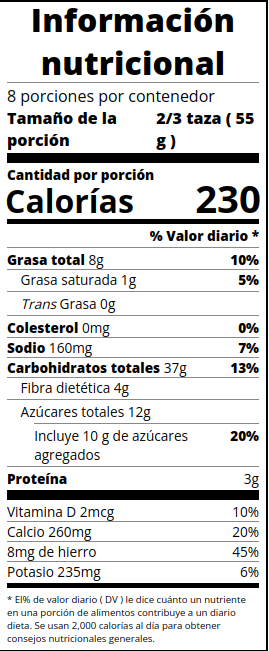 Información
nutricional
8 porciones por contenedor
Tamaño de la 2/3 taza ( 55
porción g )
Cantidad por porción
Calorías 230
% Valor diario *
Grasa total 8g 10%
Grasa saturada 1g 5%
Trans Grasa 0g
Colesterol 0mg 0%
Sodio 160mg 7%
Carbohidratos totales 37g 13%
Fibra dietética 4g
Azúcares totales 12g
Incluye 10 g de azúcares 20%
agregados
Proteína 3g
Vitamina D 2mcg 10%
Calcio 260mg 20%
8mg de hierro 45%
Potasio 235mg 6%
* El% de valor diario ( DV ) le dice cuánto un nutriente
en una porción de alimentos contribuye a un diario
dieta. Se usan 2,000 calorías al día para obtener
consejos nutricionales generales.